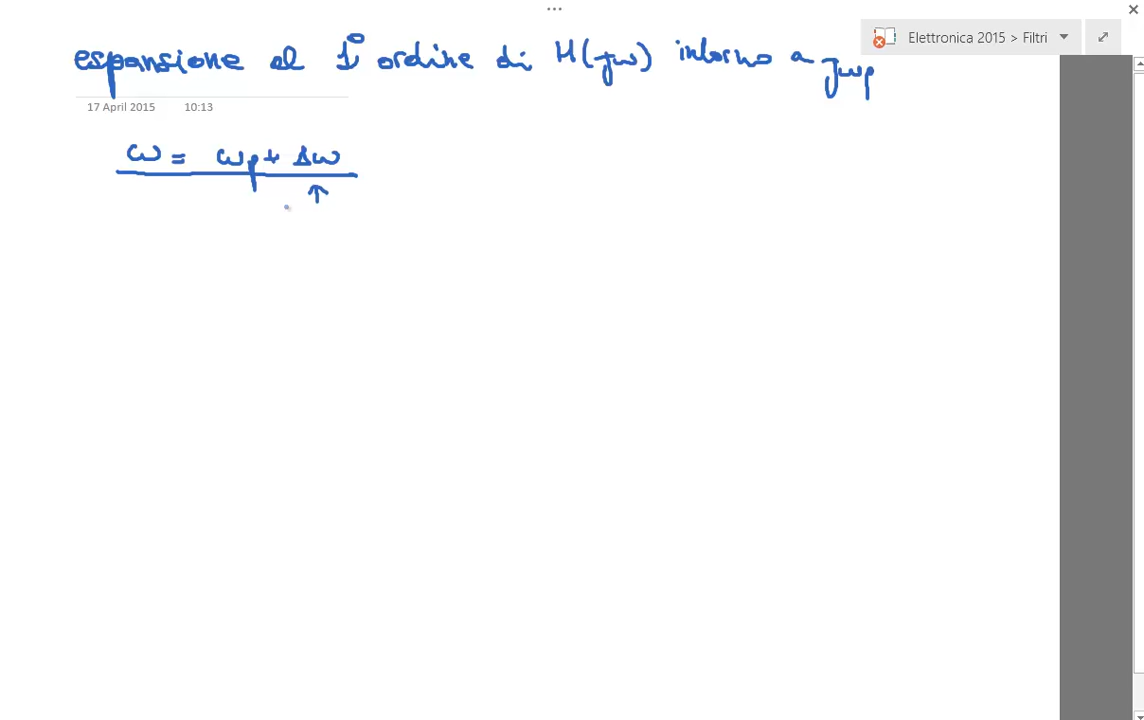 espansione al 1° ordine di H(jω) intorno a jωp
Elettronica 2015 > Filtri
17 April 2015 10:13
ω = ωp + Δω
↑